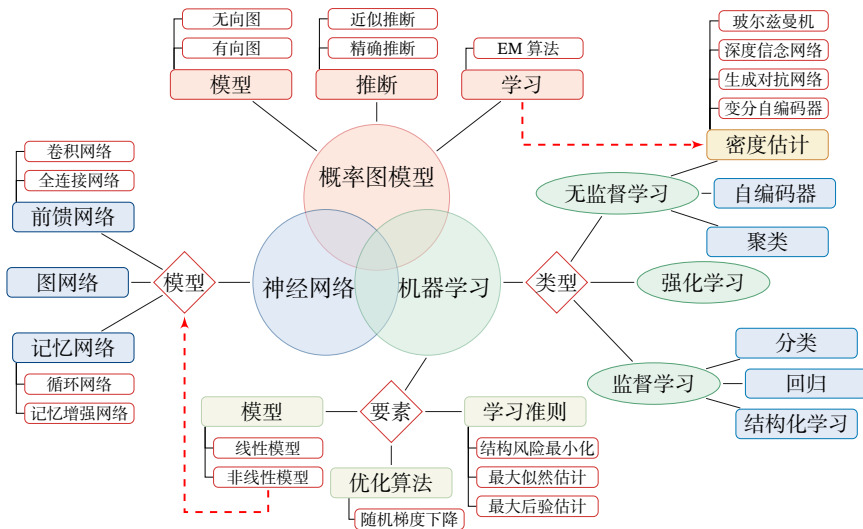 无向图
有向图
模型
近似推断
精确推断
推断
EM 算法
学习
玻尔兹曼机
深度信念网络
生成对抗网络
变分自编码器
密度估计
概率图模型
神经网络
机器学习
卷积网络
全连接网络
前馈网络
图网络
记忆网络
循环网络
记忆增强网络
模型
类型
无监督学习
自编码器
聚类
强化学习
监督学习
分类
回归
结构化学习
要素
模型
线性模型
非线性模型
优化算法
随机梯度下降
学习准则
结构风险最小化
最大似然估计
最大后验估计